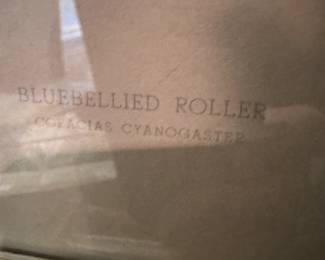 BLUEBELLIED ROLLER
CORACIAS CYANOGASTER